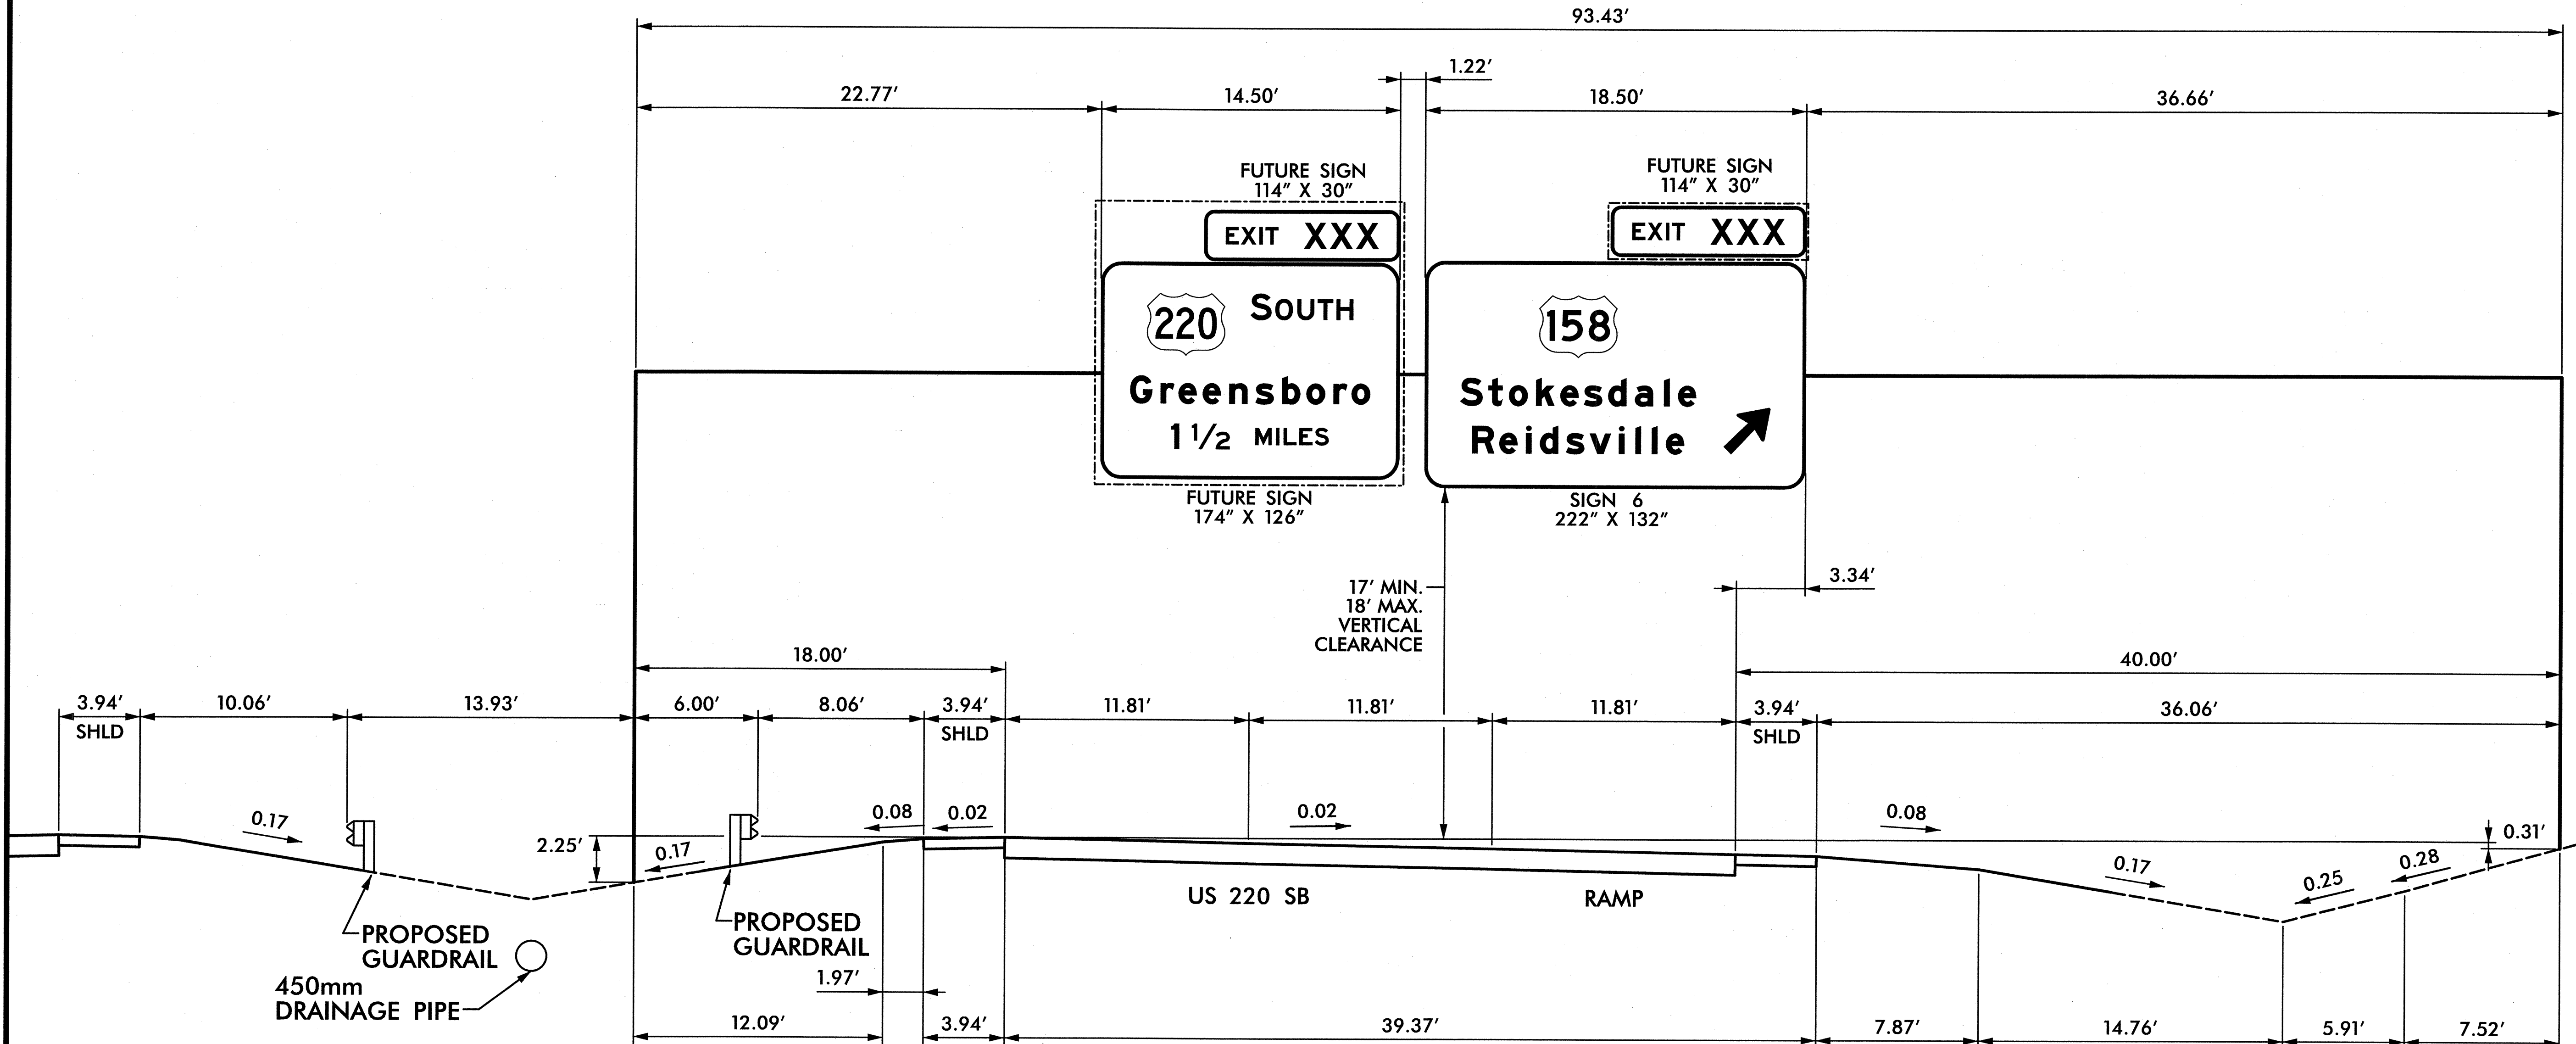 93.43'
1.22'
22.77' 14.50' 18.50' 36.66'
FUTURE SIGN
114" X 30"
FUTURE SIGN
114" X 30"
EXIT XXX
EXIT XXX
220 SOUTH
Greensboro
1 1/2 MILES
158
Stokesdale
Reidsville
FUTURE SIGN
174" X 126"
SIGN 6
222" X 132"
17' MIN.
18' MAX.
VERTICAL
CLEARANCE
3.34'
18.00' 40.00'
3.94' 10.06' 13.93' 6.00' 8.06' 3.94' 11.81' 11.81' 11.81' 3.94' 36.06'
SHLD SHLD SHLD
0.17 2.25' 0.17 0.08 0.02 0.02 0.08 0.17 0.25 0.28 0.31'
US 220 SB RAMP
PROPOSED
GUARDRAIL
PROPOSED
GUARDRAIL
450mm
DRAINAGE PIPE
1.97'
12.09' 3.94' 39.37' 7.87' 14.76' 5.91' 7.52'